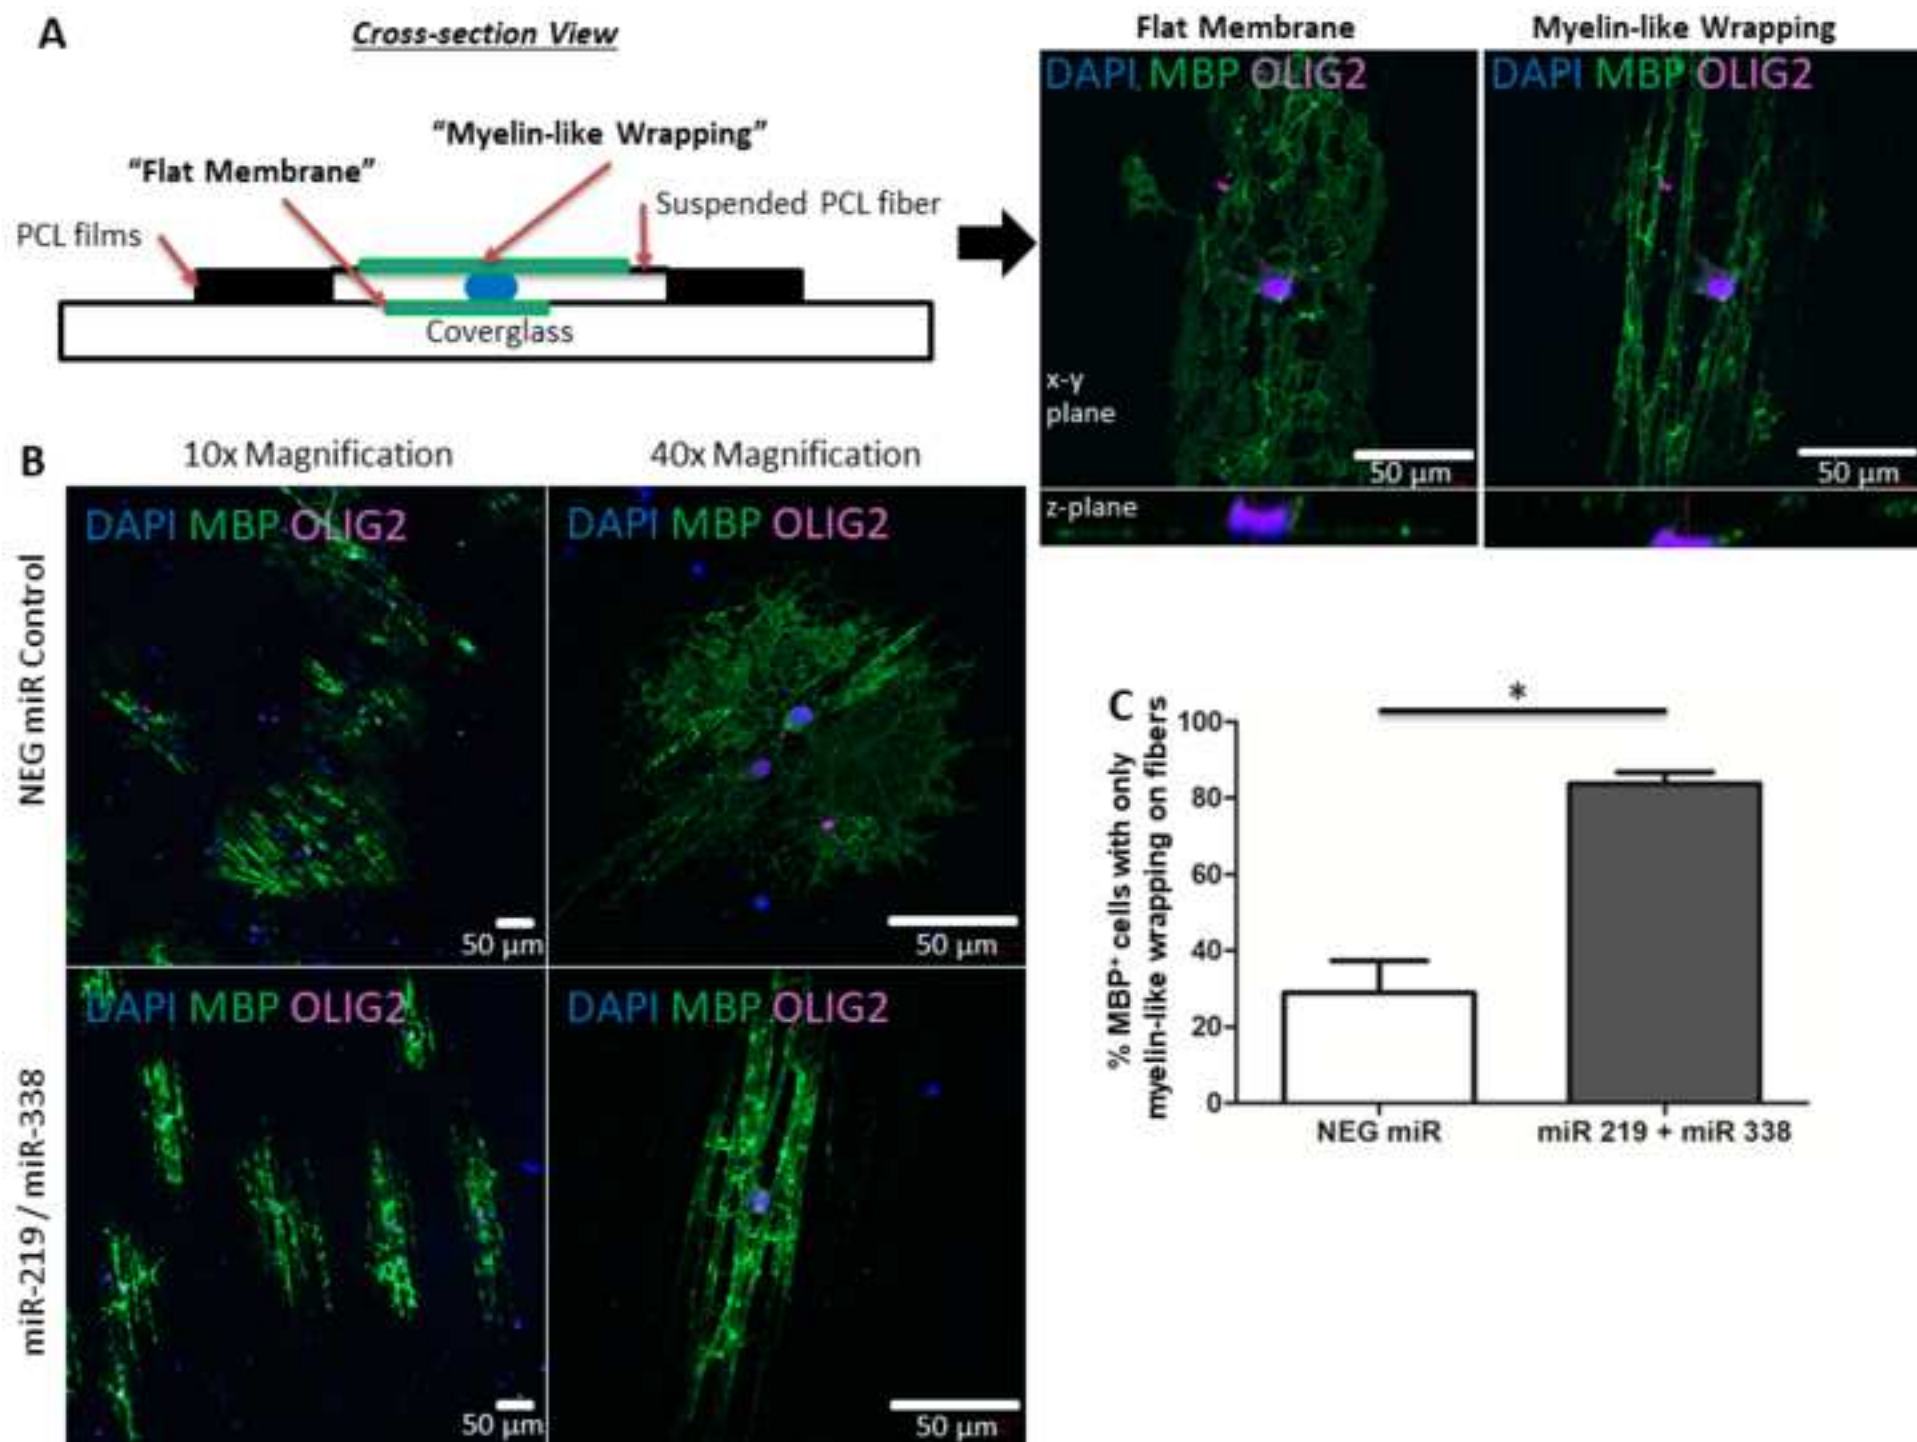 A
Cross-section View
"Myelin-like Wrapping"
"Flat Membrane"
Suspended PCL fiber
PCL films
Coverglass
Flat Membrane
Myelin-like Wrapping
DAPI MBP OLIG2
DAPI MBP OLIG2
x-y
plane
50 µm
50 µm
z-plane
B
10x Magnification
40x Magnification
NEG miR Control
DAPI MBP OLIG2
DAPI MBP OLIG2
50 µm
50 µm
miR-219 / miR-338
DAPI MBP OLIG2
DAPI MBP OLIG2
50 µm
50 µm
C
*
% MBP⁺ cells with only
myelin-like wrapping on fibers
100
80
60
40
20
0
NEG miR
miR 219 + miR 338